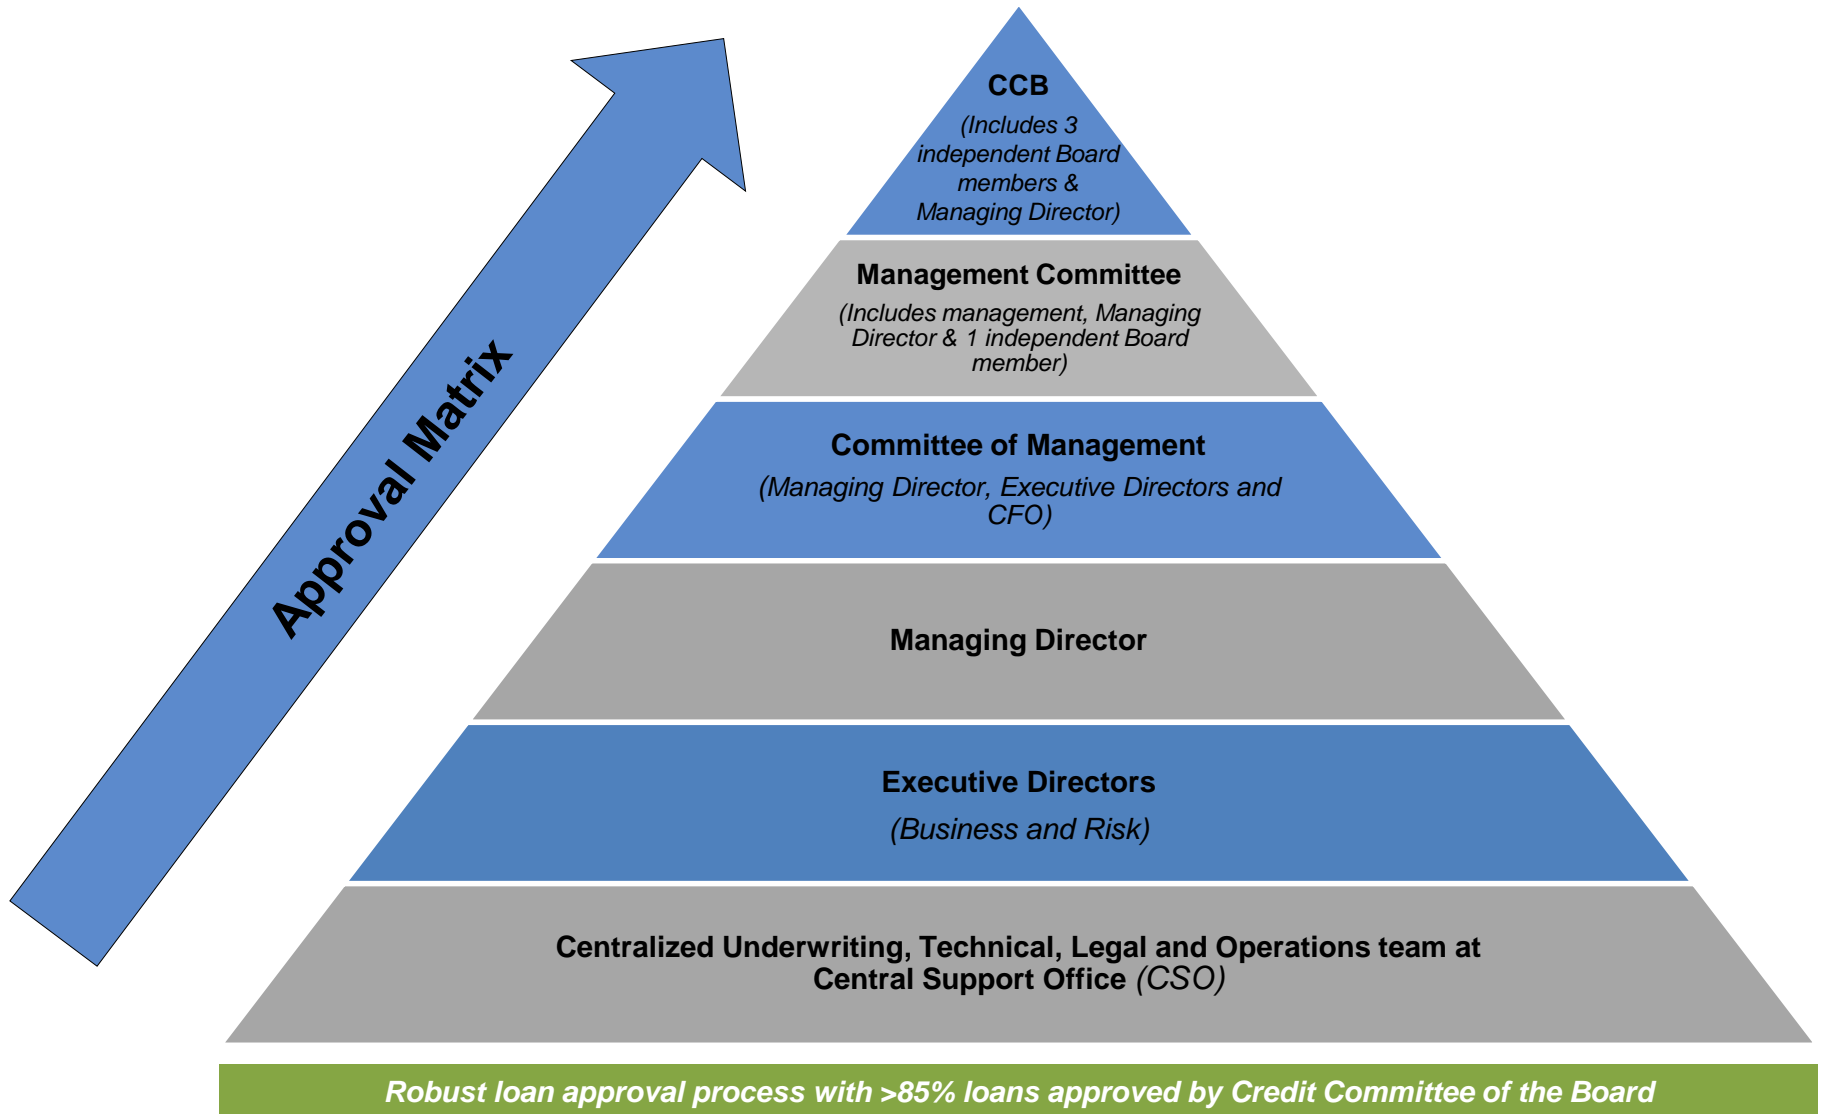 CCB
(Includes 3
independent Board
members &
Managing Director)
Management Committee
(Includes management, Managing
Director & 1 independent Board
member)
Committee of Management
(Managing Director, Executive Directors and
CFO)
Managing Director
Executive Directors
(Business and Risk)
Centralized Underwriting, Technical, Legal and Operations team at
Central Support Office (CSO)
Approval Matrix
Robust loan approval process with >85% loans approved by Credit Committee of the Board